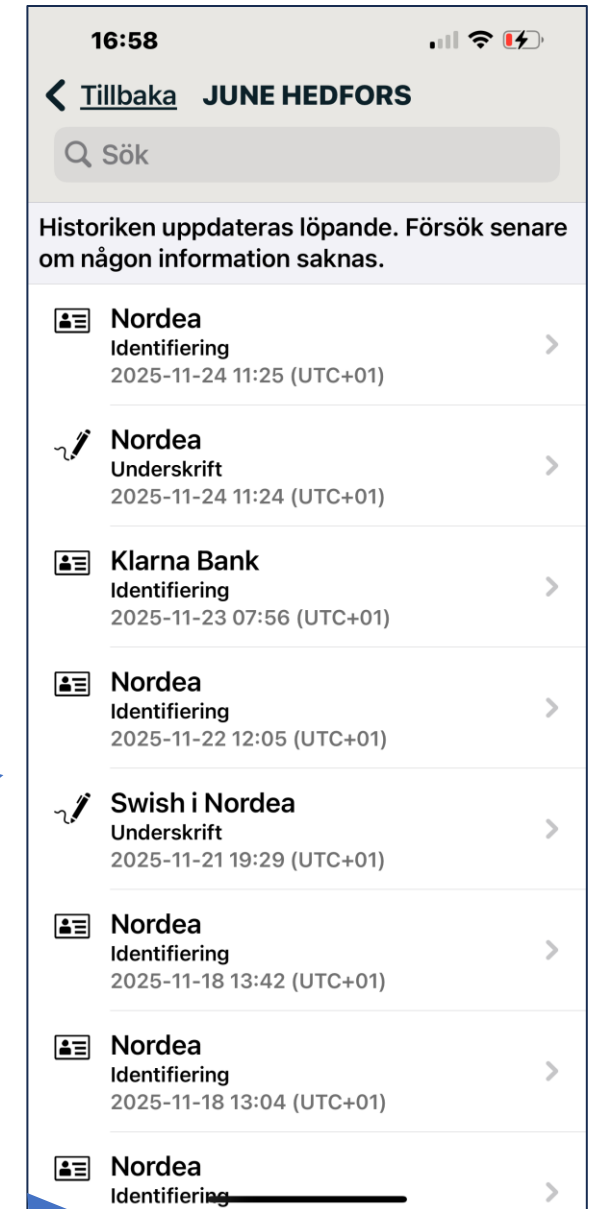 16:58
Tillbaka JUNE HEDFORS
Sök
Historiken uppdateras löpande. Försök senare
om någon information saknas.
Nordea
Identifiering
2025-11-24 11:25 (UTC+01)
Nordea
Underskrift
2025-11-24 11:24 (UTC+01)
Klarna Bank
Identifiering
2025-11-23 07:56 (UTC+01)
Nordea
Identifiering
2025-11-22 12:05 (UTC+01)
Swish i Nordea
Underskrift
2025-11-21 19:29 (UTC+01)
Nordea
Identifiering
2025-11-18 13:42 (UTC+01)
Nordea
Identifiering
2025-11-18 13:04 (UTC+01)
Nordea
Identifiering